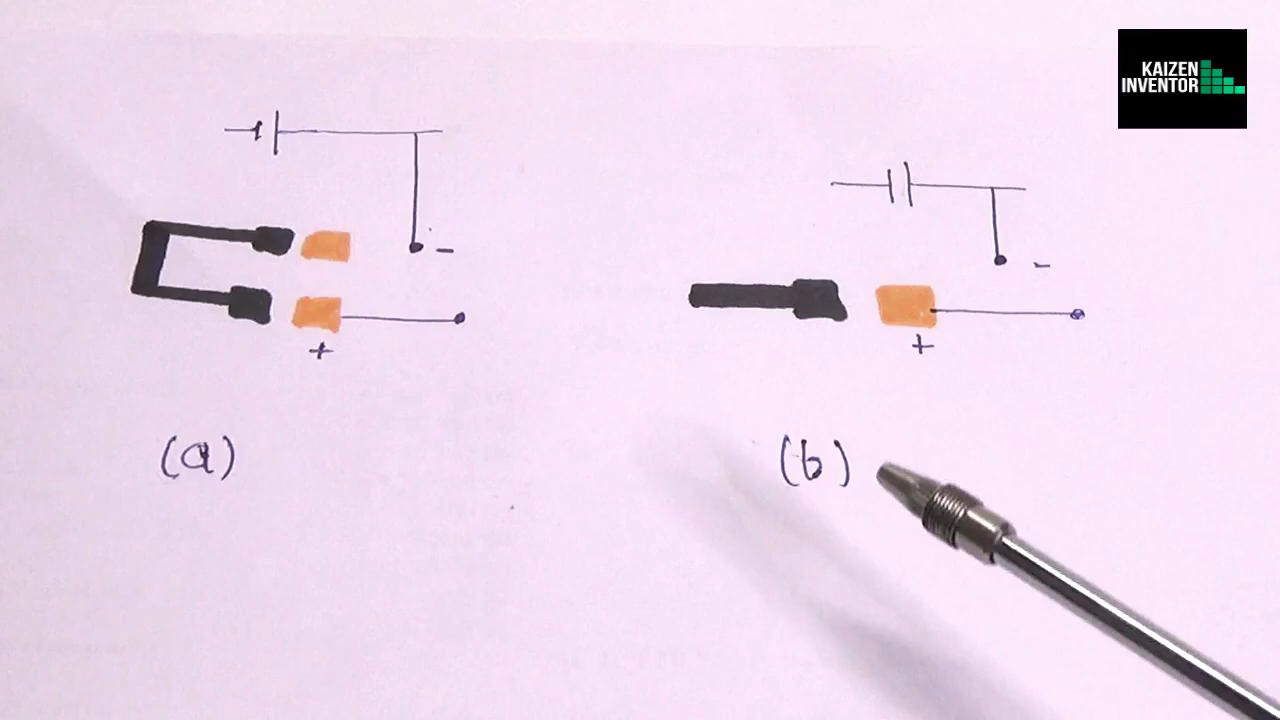 KAIZEN
INVENTOR
-
+
(a)
-
+
(b)